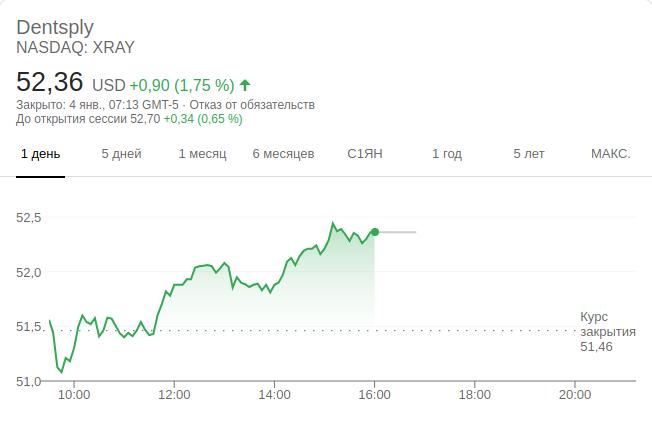 Dentsply
NASDAQ: XRAY
52,36 USD +0,90 (1,75 %)
Закрыто: 4 янв., 07:13 GMT-5 · Отказ от обязательств
До открытия сессии 52,70 +0,34 (0,65 %)
1 день 5 дней 1 месяц 6 месяцев С1ЯН 1 год 5 лет МАКС.
52,5
52,0
51,5
51,0
Курс
закрытия
51,46
10:00 12:00 14:00 16:00 18:00 20:00